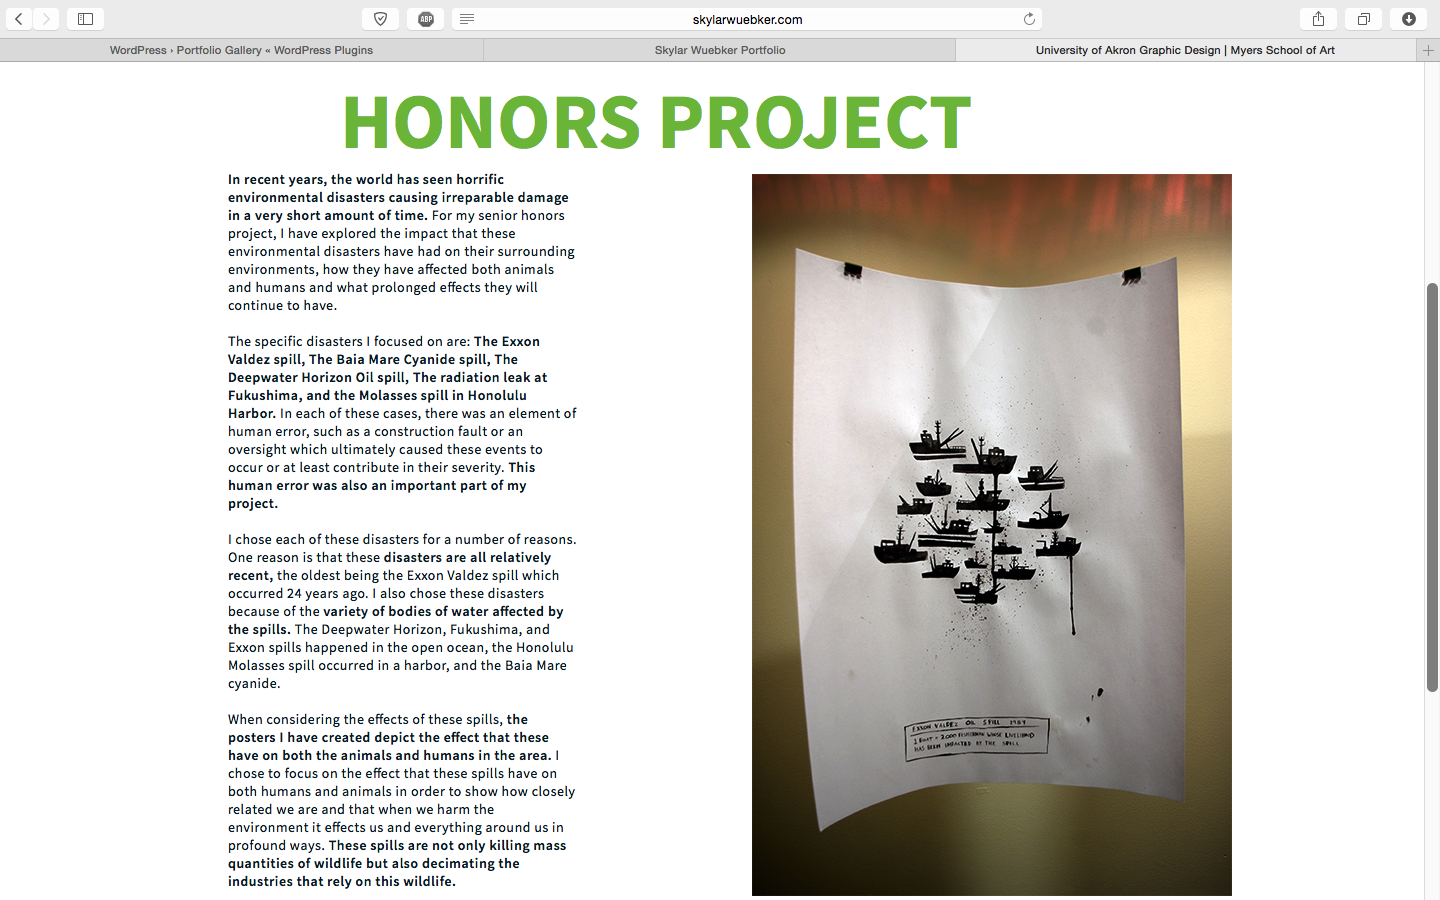 skylarwuebker.com
ABP
WordPress › Portfolio Gallery « WordPress Plugins
Skylar Wuebker Portfolio
University of Akron Graphic Design | Myers School of Art
HONORS PROJECT
In recent years, the world has seen horrific
environmental disasters causing irreparable damage
in a very short amount of time. For my senior honors
project, I have explored the impact that these
environmental disasters have had on their surrounding
environments, how they have affected both animals
and humans and what prolonged effects they will
continue to have.
The specific disasters I focused on are: The Exxon
Valdez spill, The Baia Mare Cyanide spill, The
Deepwater Horizon Oil spill, The radiation leak at
Fukushima, and the Molasses spill in Honolulu
Harbor. In each of these cases, there was an element of
human error, such as a construction fault or an
oversight which ultimately caused these events to
occur or at least contribute in their severity. This
human error was also an important part of my
project.
I chose each of these disasters for a number of reasons.
One reason is that these disasters are all relatively
recent, the oldest being the Exxon Valdez spill which
occurred 24 years ago. I also chose these disasters
because of the variety of bodies of water affected by
the spills. The Deepwater Horizon, Fukushima, and
Exxon spills happened in the open ocean, the Honolulu
Molasses spill occurred in a harbor, and the Baia Mare
cyanide.
When considering the effects of these spills, the
posters I have created depict the effect that these
have on both the animals and humans in the area. I
chose to focus on the effect that these spills have on
both humans and animals in order to show how closely
related we are and that when we harm the
environment it effects us and everything around us in
profound ways. These spills are not only killing mass
quantities of wildlife but also decimating the
industries that rely on this wildlife.
EXXON VALDEZ OIL SPILL 1989
1 BOAT = 2000 FISHERMAN WHOSE LIVELIHOOD
HAS BEEN IMPACTED BY THE SPILL